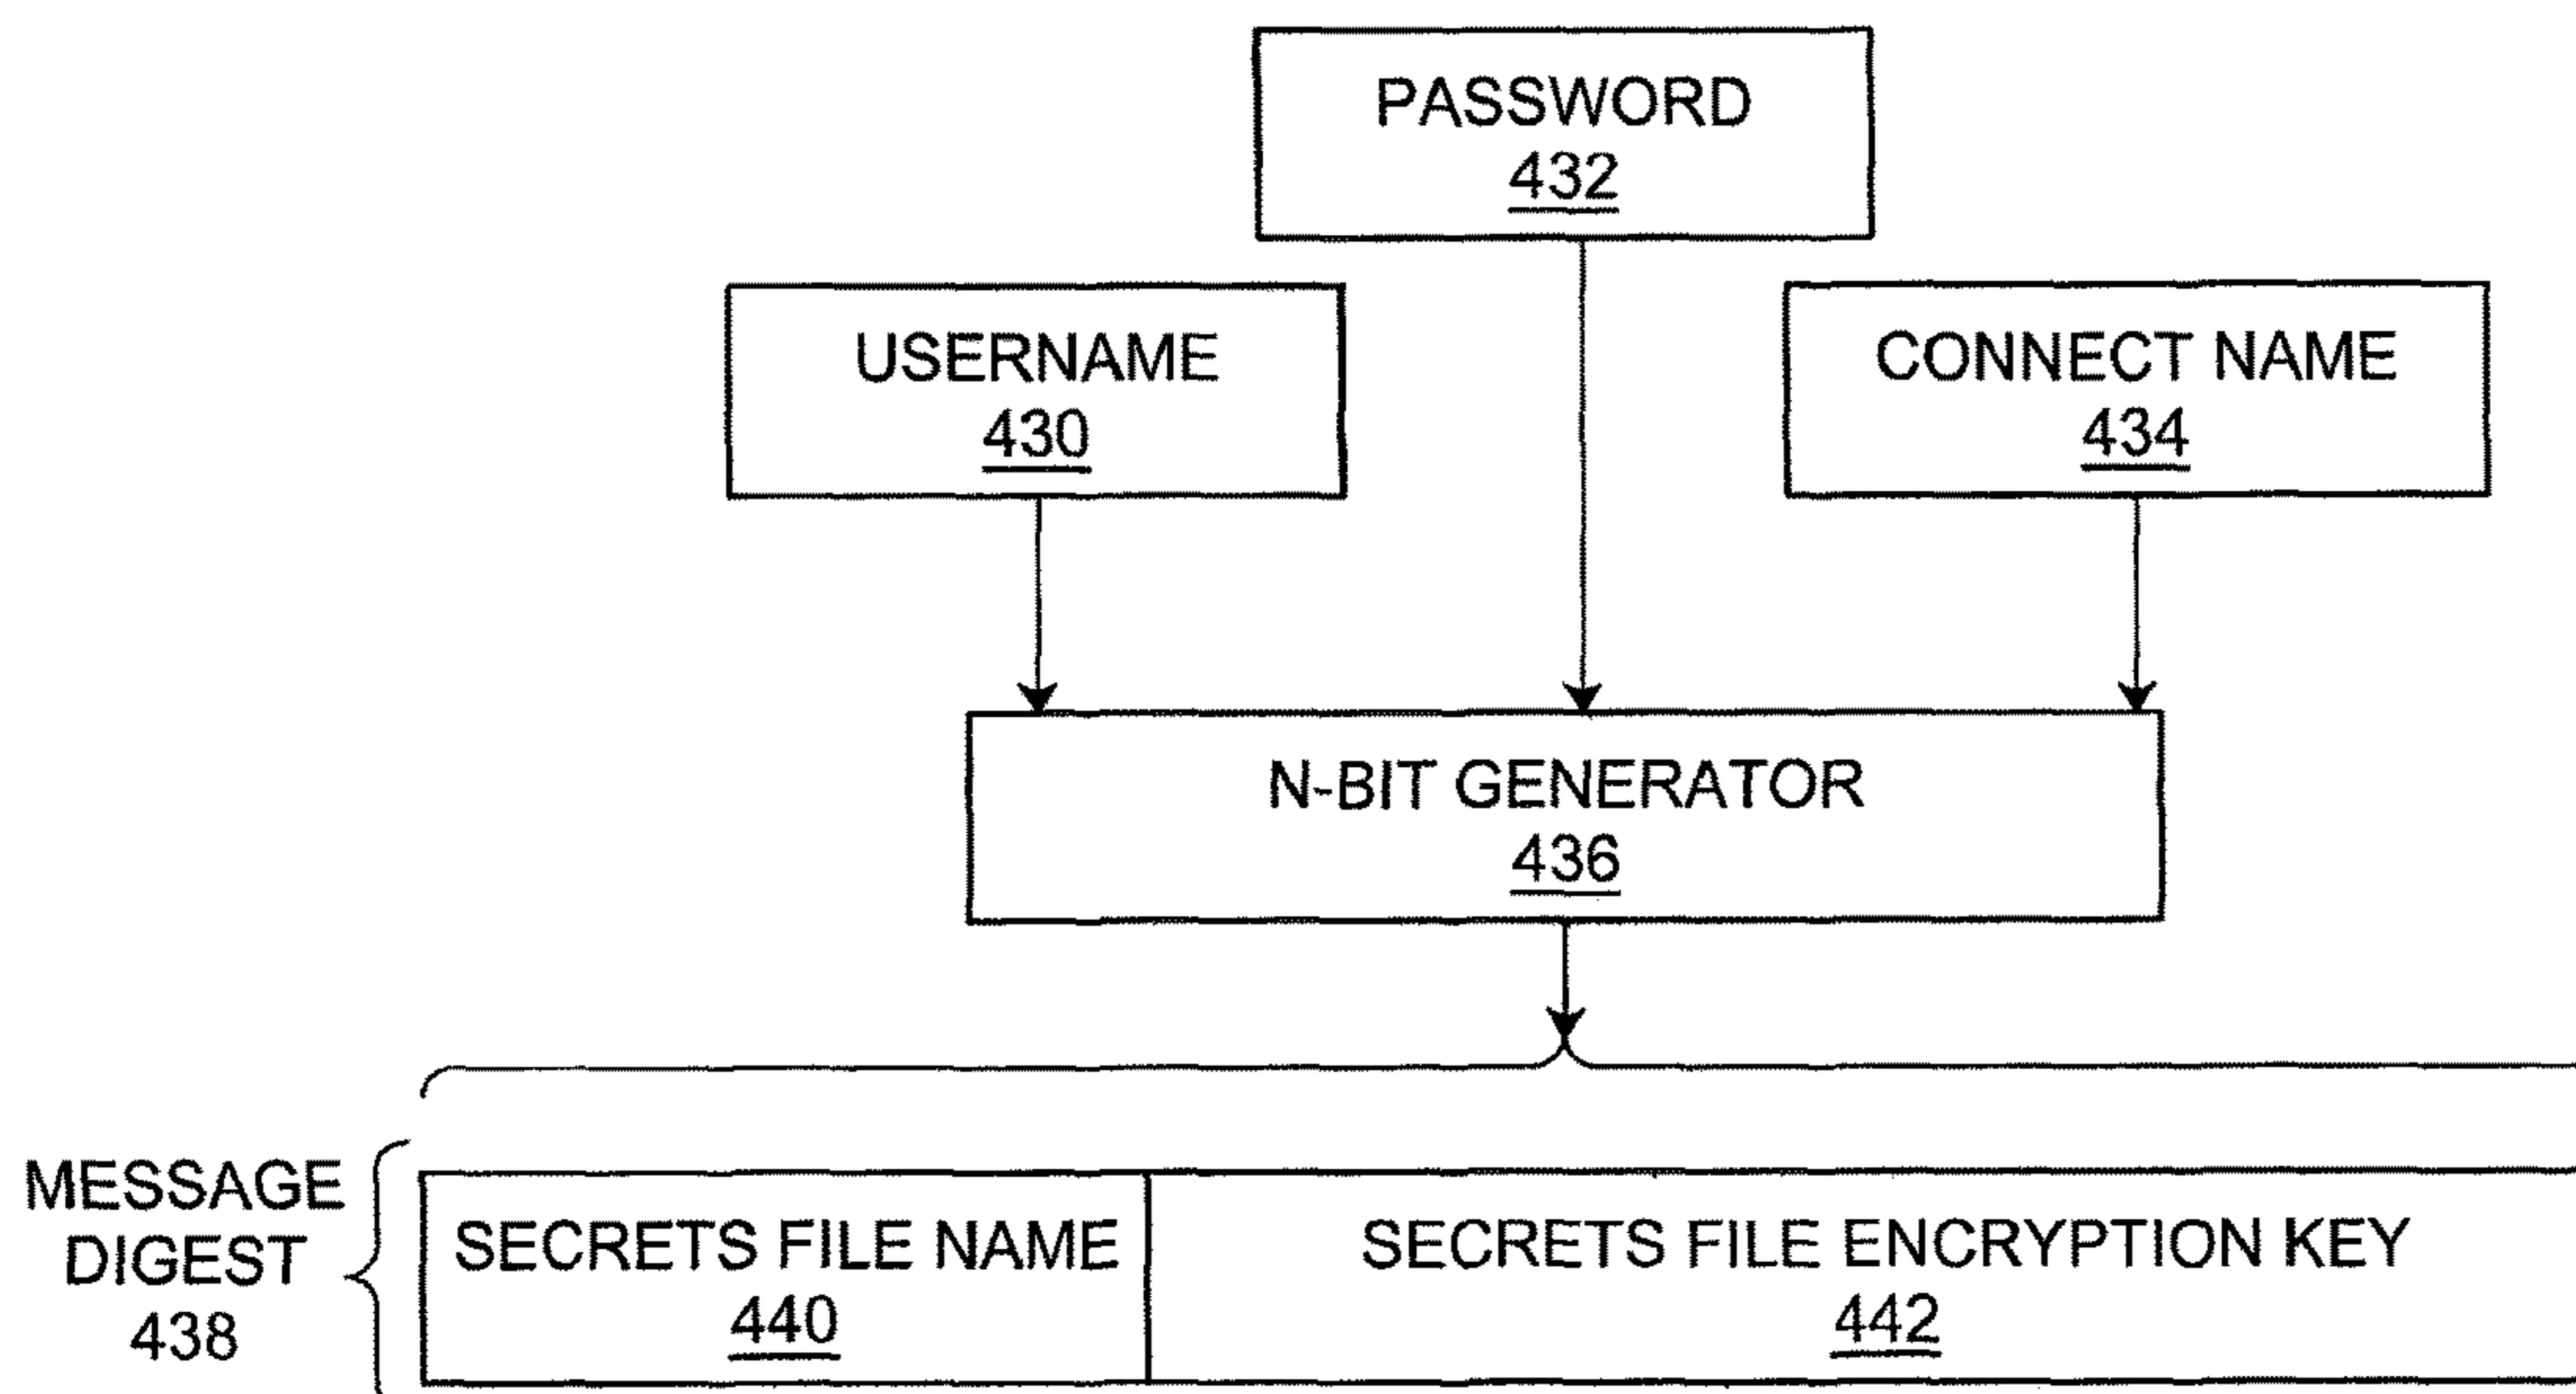 PASSWORD
432
USERNAME
430
CONNECT NAME
434
N-BIT GENERATOR
436
MESSAGE
DIGEST
438
SECRETS FILE NAME
440
SECRETS FILE ENCRYPTION KEY
442